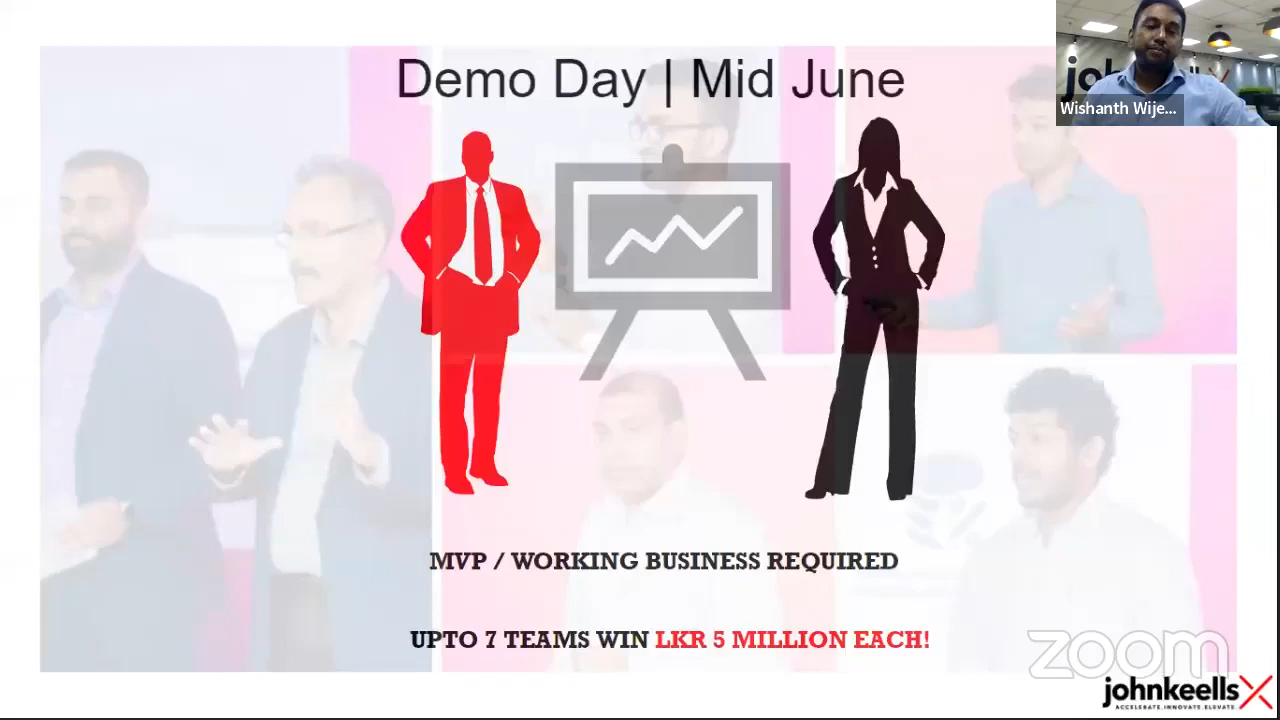 Demo Day | Mid June
Wishanth Wije...
MVP / WORKING BUSINESS REQUIRED
UPTO 7 TEAMS WIN LKR 5 MILLION EACH!
zoom
johnkeells X
ACCELERATE.INNOVATE.ELEVATE